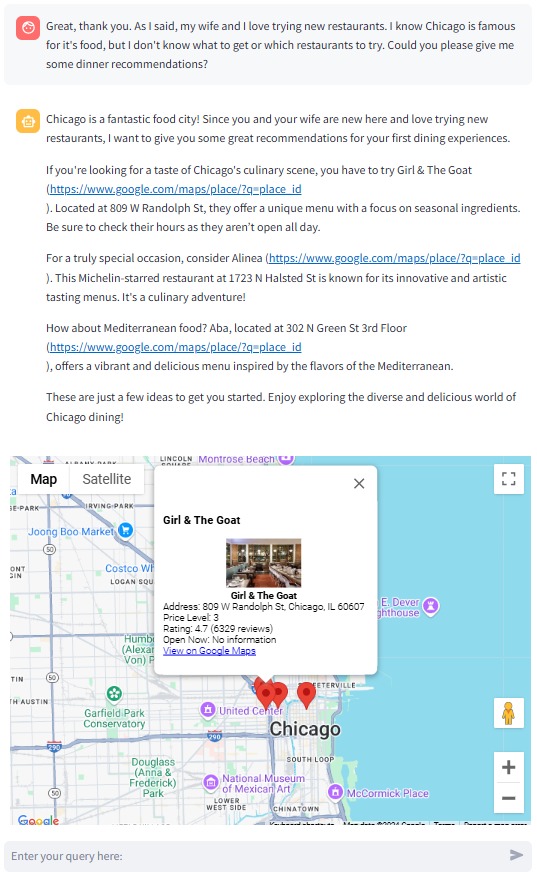 Great, thank you. As I said, my wife and I love trying new restaurants. I know Chicago is famous
for it's food, but I don't know what to get or which restaurants to try. Could you please give me
some dinner recommendations?
Chicago is a fantastic food city! Since you and your wife are new here and love trying new
restaurants, I want to give you some great recommendations for your first dining experiences.
If you're looking for a taste of Chicago's culinary scene, you have to try Girl & The Goat
(https://www.google.com/maps/place/?q=place_id
). Located at 809 W Randolph St, they offer a unique menu with a focus on seasonal ingredients.
Be sure to check their hours as they aren't open all day.
For a truly special occasion, consider Alinea (https://www.google.com/maps/place/?q=place_id
). This Michelin-starred restaurant at 1723 N Halsted St is known for its innovative and artistic
tasting menus. It's a culinary adventure!
How about Mediterranean food? Aba, located at 302 N Green St 3rd Floor
(https://www.google.com/maps/place/?q=place_id
), offers a vibrant and delicious menu inspired by the flavors of the Mediterranean.
These are just a few ideas to get you started. Enjoy exploring the diverse and delicious world of
Chicago dining!
Montrose Beach
Map Satellite
IRVING PARK
Joong Boo Market
50
Costco
LOGAN SQU
Girl & The Goat
Girl & The Goat
Address: 809 W Randolph St, Chicago, IL 60607
Price Level: 3
Rating: 4.7 (6329 reviews)
Open Now: No information
View on Google Maps
E. Dever
50
TH AUSTIN
Garfield Park
Conservatory
United Center
Chicago
290
290
SOUTH LOOP
Douglass
(Anna &
Frederick)
Park
National Museum
of Mexican Art
50
LOWER
WEST SIDE
McCormick Place
CHINATOWN
Google
Keyboard shortcuts Map data ©2024 Google Terms Report a map error
Enter your query here: